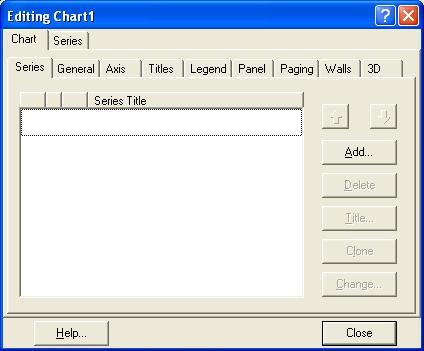 Editing Chart1
Chart Series
Series General Axis Titles Legend Panel Paging Walls 3D
Series Title
Add...
Delete
Title...
Clone
Change...
Help... Close